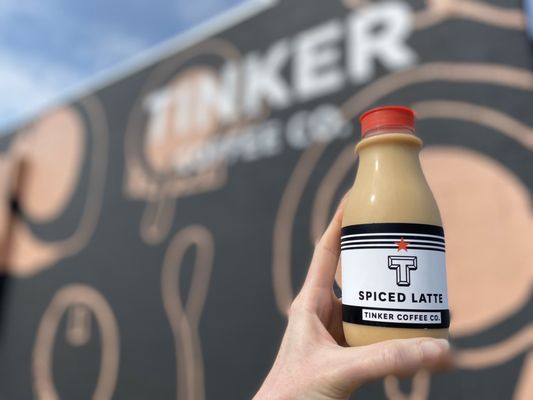 TINKER
COFFEE CO.
T
SPICED LATTE
TINKER COFFEE CO.